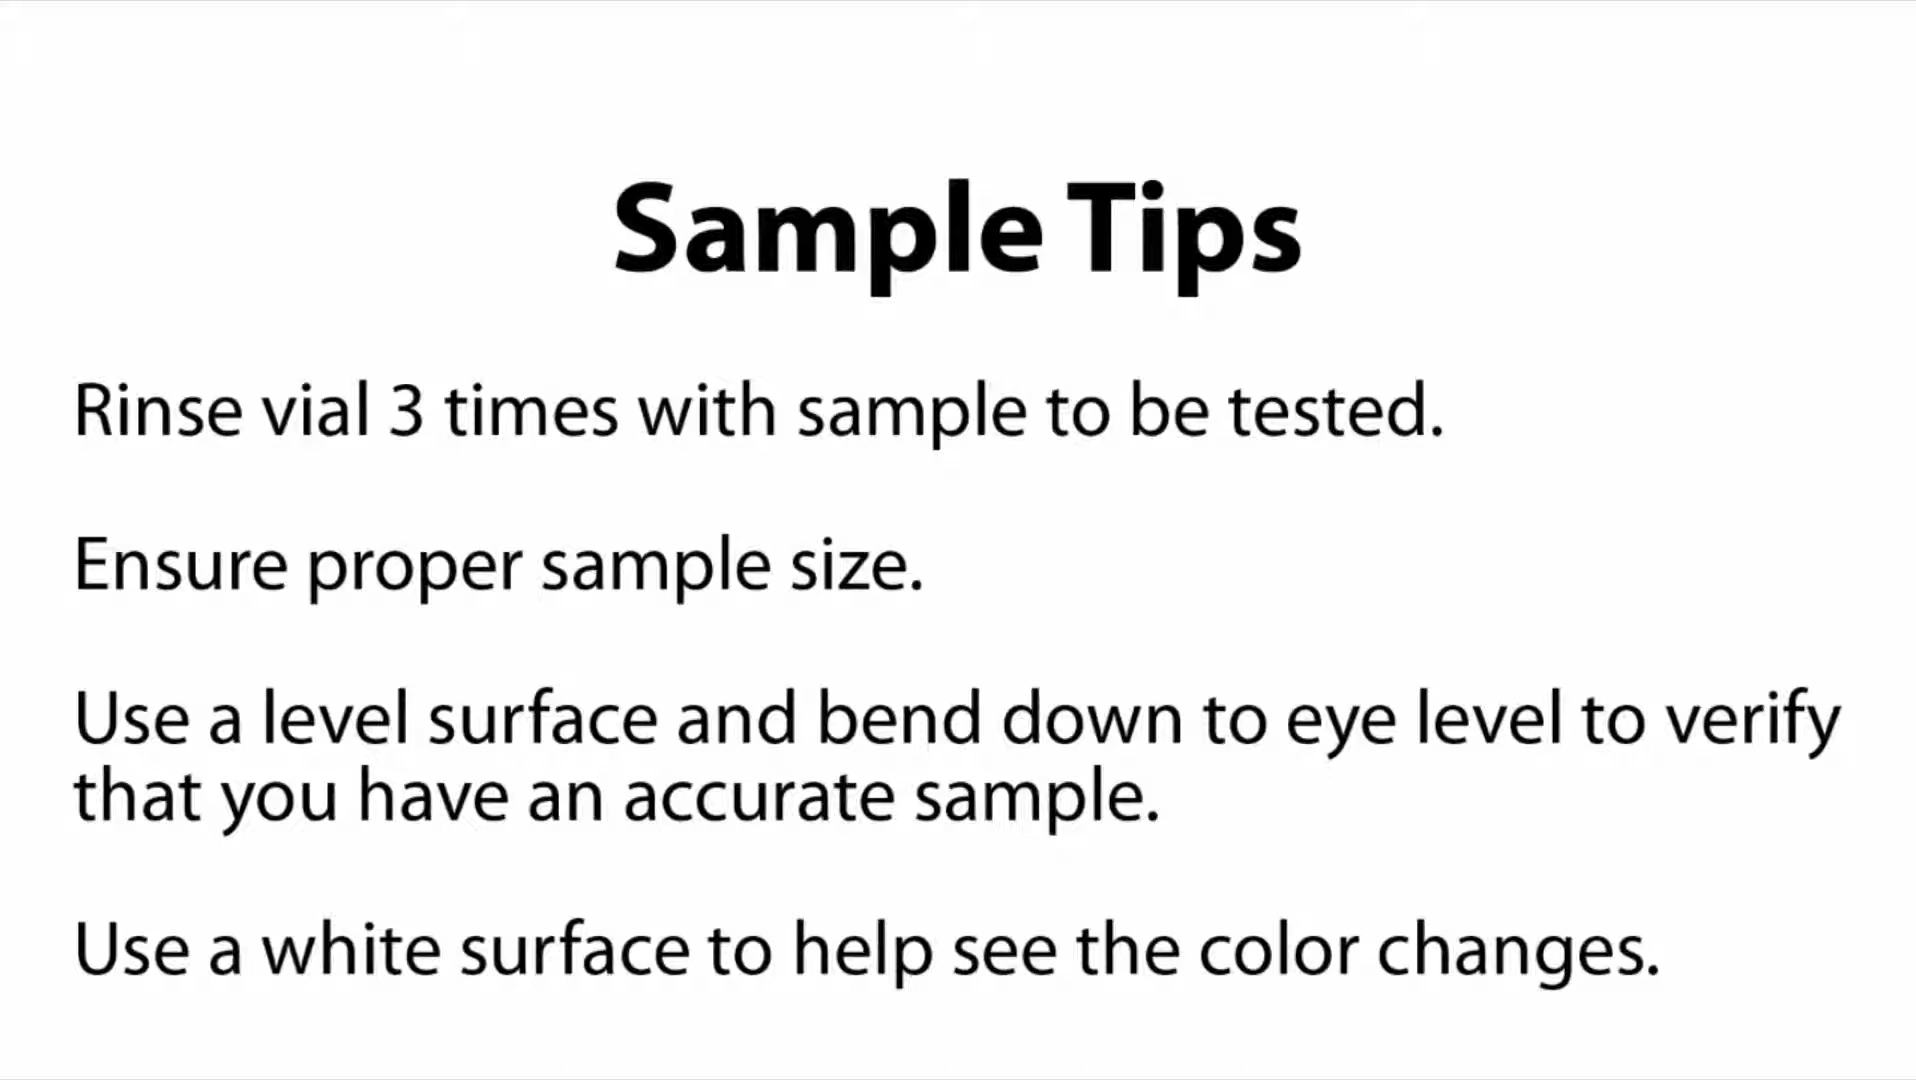 Sample Tips
Rinse vial 3 times with sample to be tested.
Ensure proper sample size.
Use a level surface and bend down to eye level to verify
that you have an accurate sample.
Use a white surface to help see the color changes.